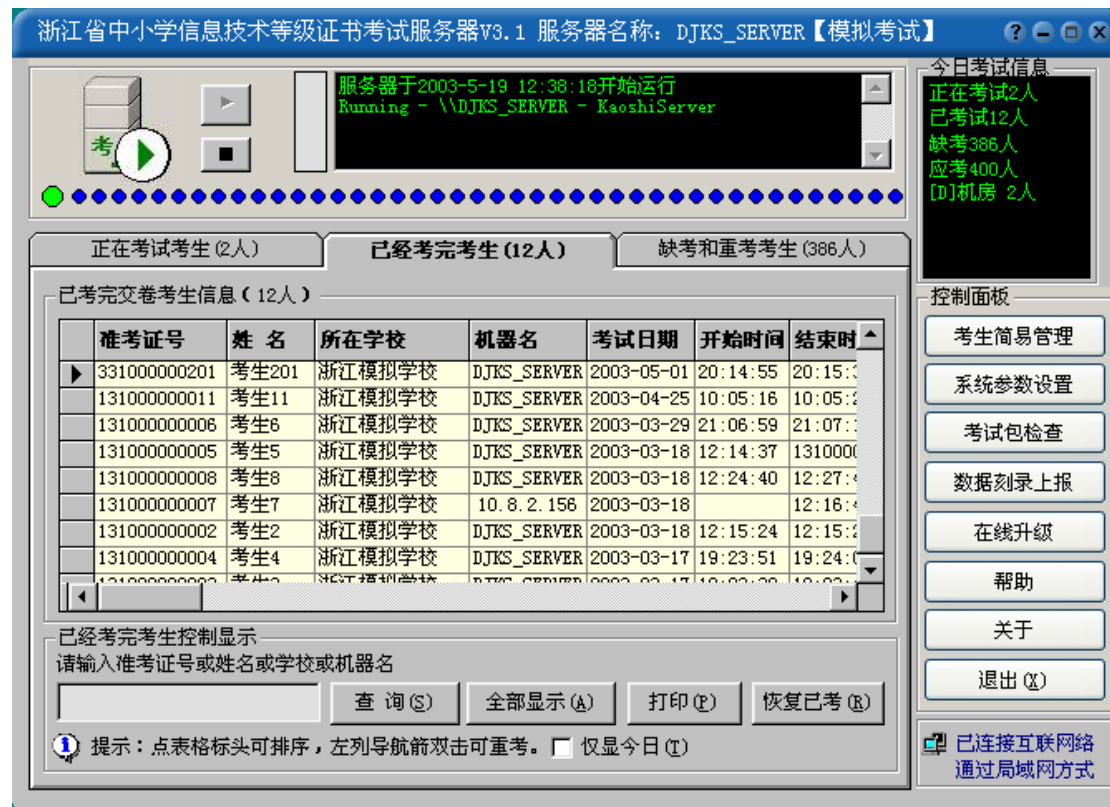 浙江省中小学信息技术等级证书考试服务器V3.1 服务器名称: DJKS_SERVER【模拟考试】
考
服务器于2003-5-19 12:38:18开始运行
Running - \\DJKS_SERVER - KaoshiServer
今日考试信息
正在考试2人
已考试12人
缺考386人
应考400人
[D]机房 2人
正在考试考生(2人) 已经考完考生(12人) 缺考和重考考生(386人)
已考完交卷考生信息(12人)
准考证号 姓 名 所在学校 机器名 考试日期 开始时间 结束时
331000000201 考生201 浙江模拟学校 DJKS_SERVER 2003-05-01 20:14:55 20:15:
131000000011 考生11 浙江模拟学校 DJKS_SERVER 2003-04-25 10:05:16 10:05:
131000000006 考生6 浙江模拟学校 DJKS_SERVER 2003-03-29 21:06:59 21:07:
131000000005 考生5 浙江模拟学校 DJKS_SERVER 2003-03-18 12:14:37 131000
131000000008 考生8 浙江模拟学校 DJKS_SERVER 2003-03-18 12:24:40 12:27:
131000000007 考生7 浙江模拟学校 10.8.2.156 2003-03-18 12:16:
131000000002 考生2 浙江模拟学校 DJKS_SERVER 2003-03-18 12:15:24 12:15:
131000000004 考生4 浙江模拟学校 DJKS_SERVER 2003-03-17 19:23:51 19:24:
已经考完考生控制显示
请输入准考证号或姓名或学校或机器名
查 询(S) 全部显示(A) 打印(P) 恢复已考(R)
提示:点表格标头可排序,左列导航箭双击可重考。 仅显今日(T)
控制面板
考生简易管理
系统参数设置
考试包检查
数据刻录上报
在线升级
帮助
关于
退出(X)
已连接互联网络
通过局域网方式